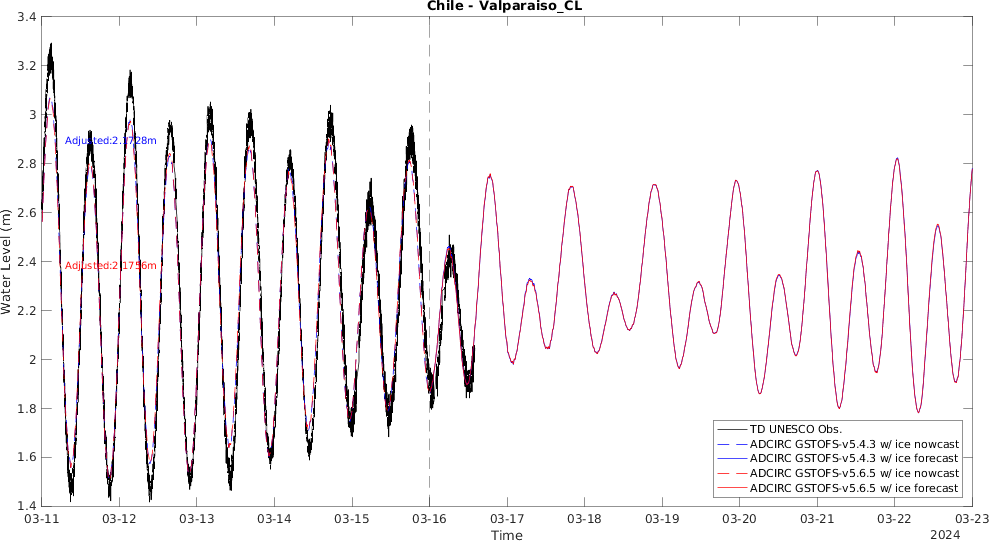 Chile - Valparaiso_CL
3.4
3.2
3
2.8
2.6
2.4
2.2
2
1.8
1.6
1.4
Water Level (m)
Adjusted:2.1728m
Adjusted:2.1756m
TD UNESCO Obs.
ADCIRC GSTOFS-v5.4.3 w/ ice nowcast
ADCIRC GSTOFS-v5.4.3 w/ ice forecast
ADCIRC GSTOFS-v5.6.5 w/ ice nowcast
ADCIRC GSTOFS-v5.6.5 w/ ice forecast
03-11 03-12 03-13 03-14 03-15 03-16 03-17 03-18 03-19 03-20 03-21 03-22 03-23
Time
2024